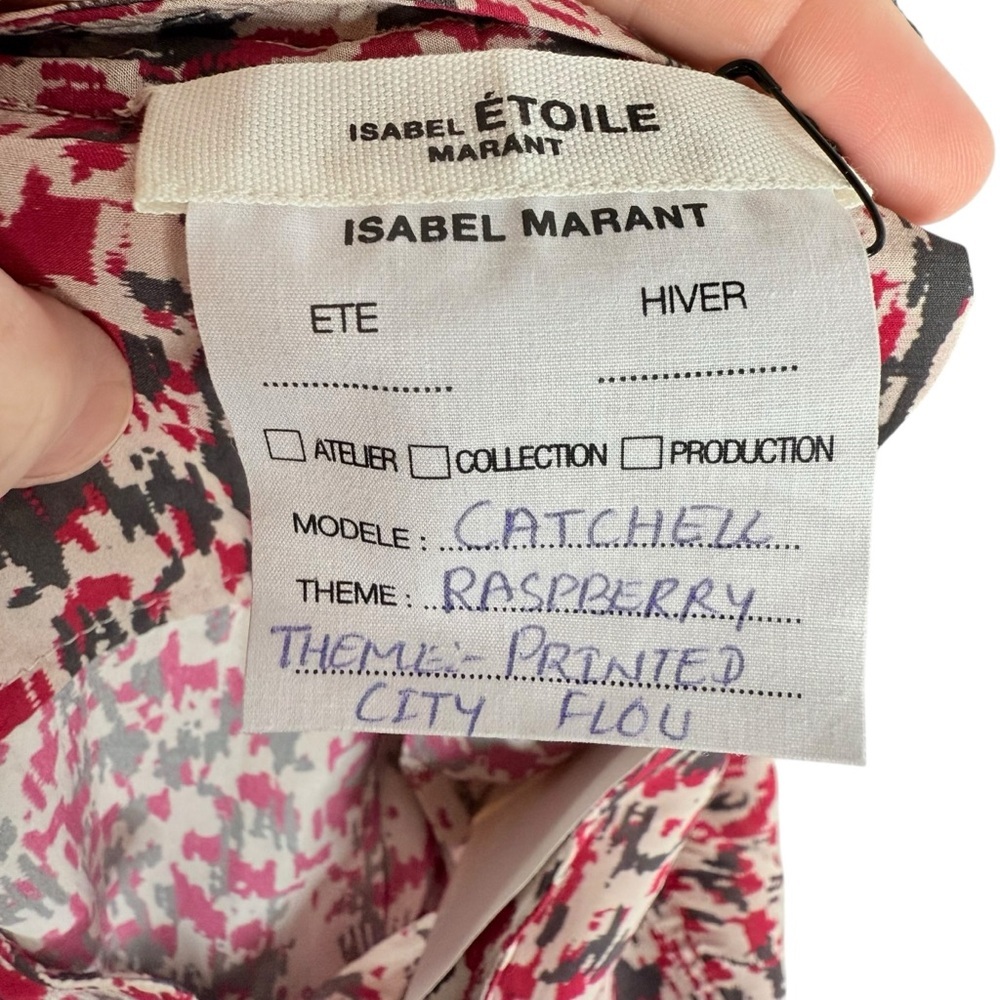 ISABEL ÉTOILE
MARANT
ISABEL MARANT
ETE HIVER
ATELIER COLLECTION PRODUCTION
MODELE : CATCHELL
THEME : RASPBERRY
THEME:- PRINTED
CITY FLOU